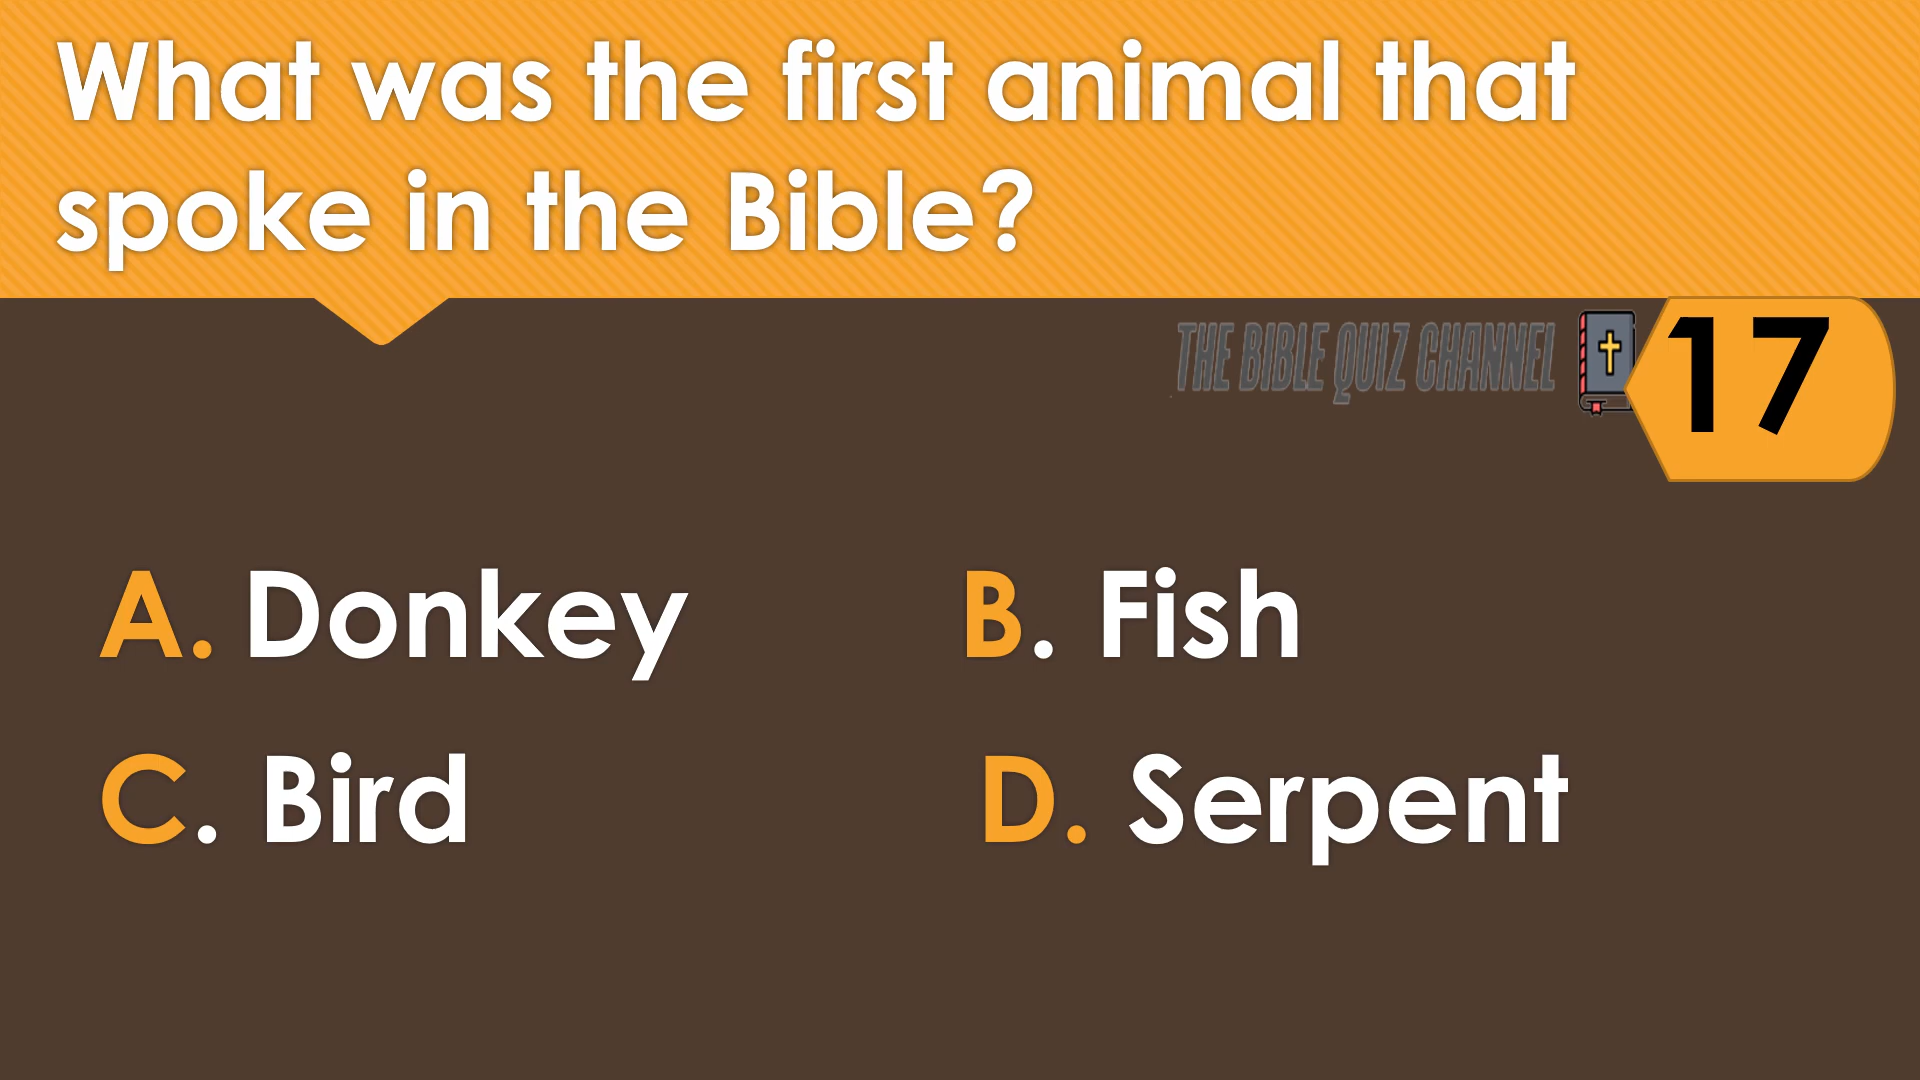 What was the first animal that
spoke in the Bible?
THE BIBLE QUIZ CHANNEL
17
A. Donkey
B. Fish
C. Bird
D. Serpent